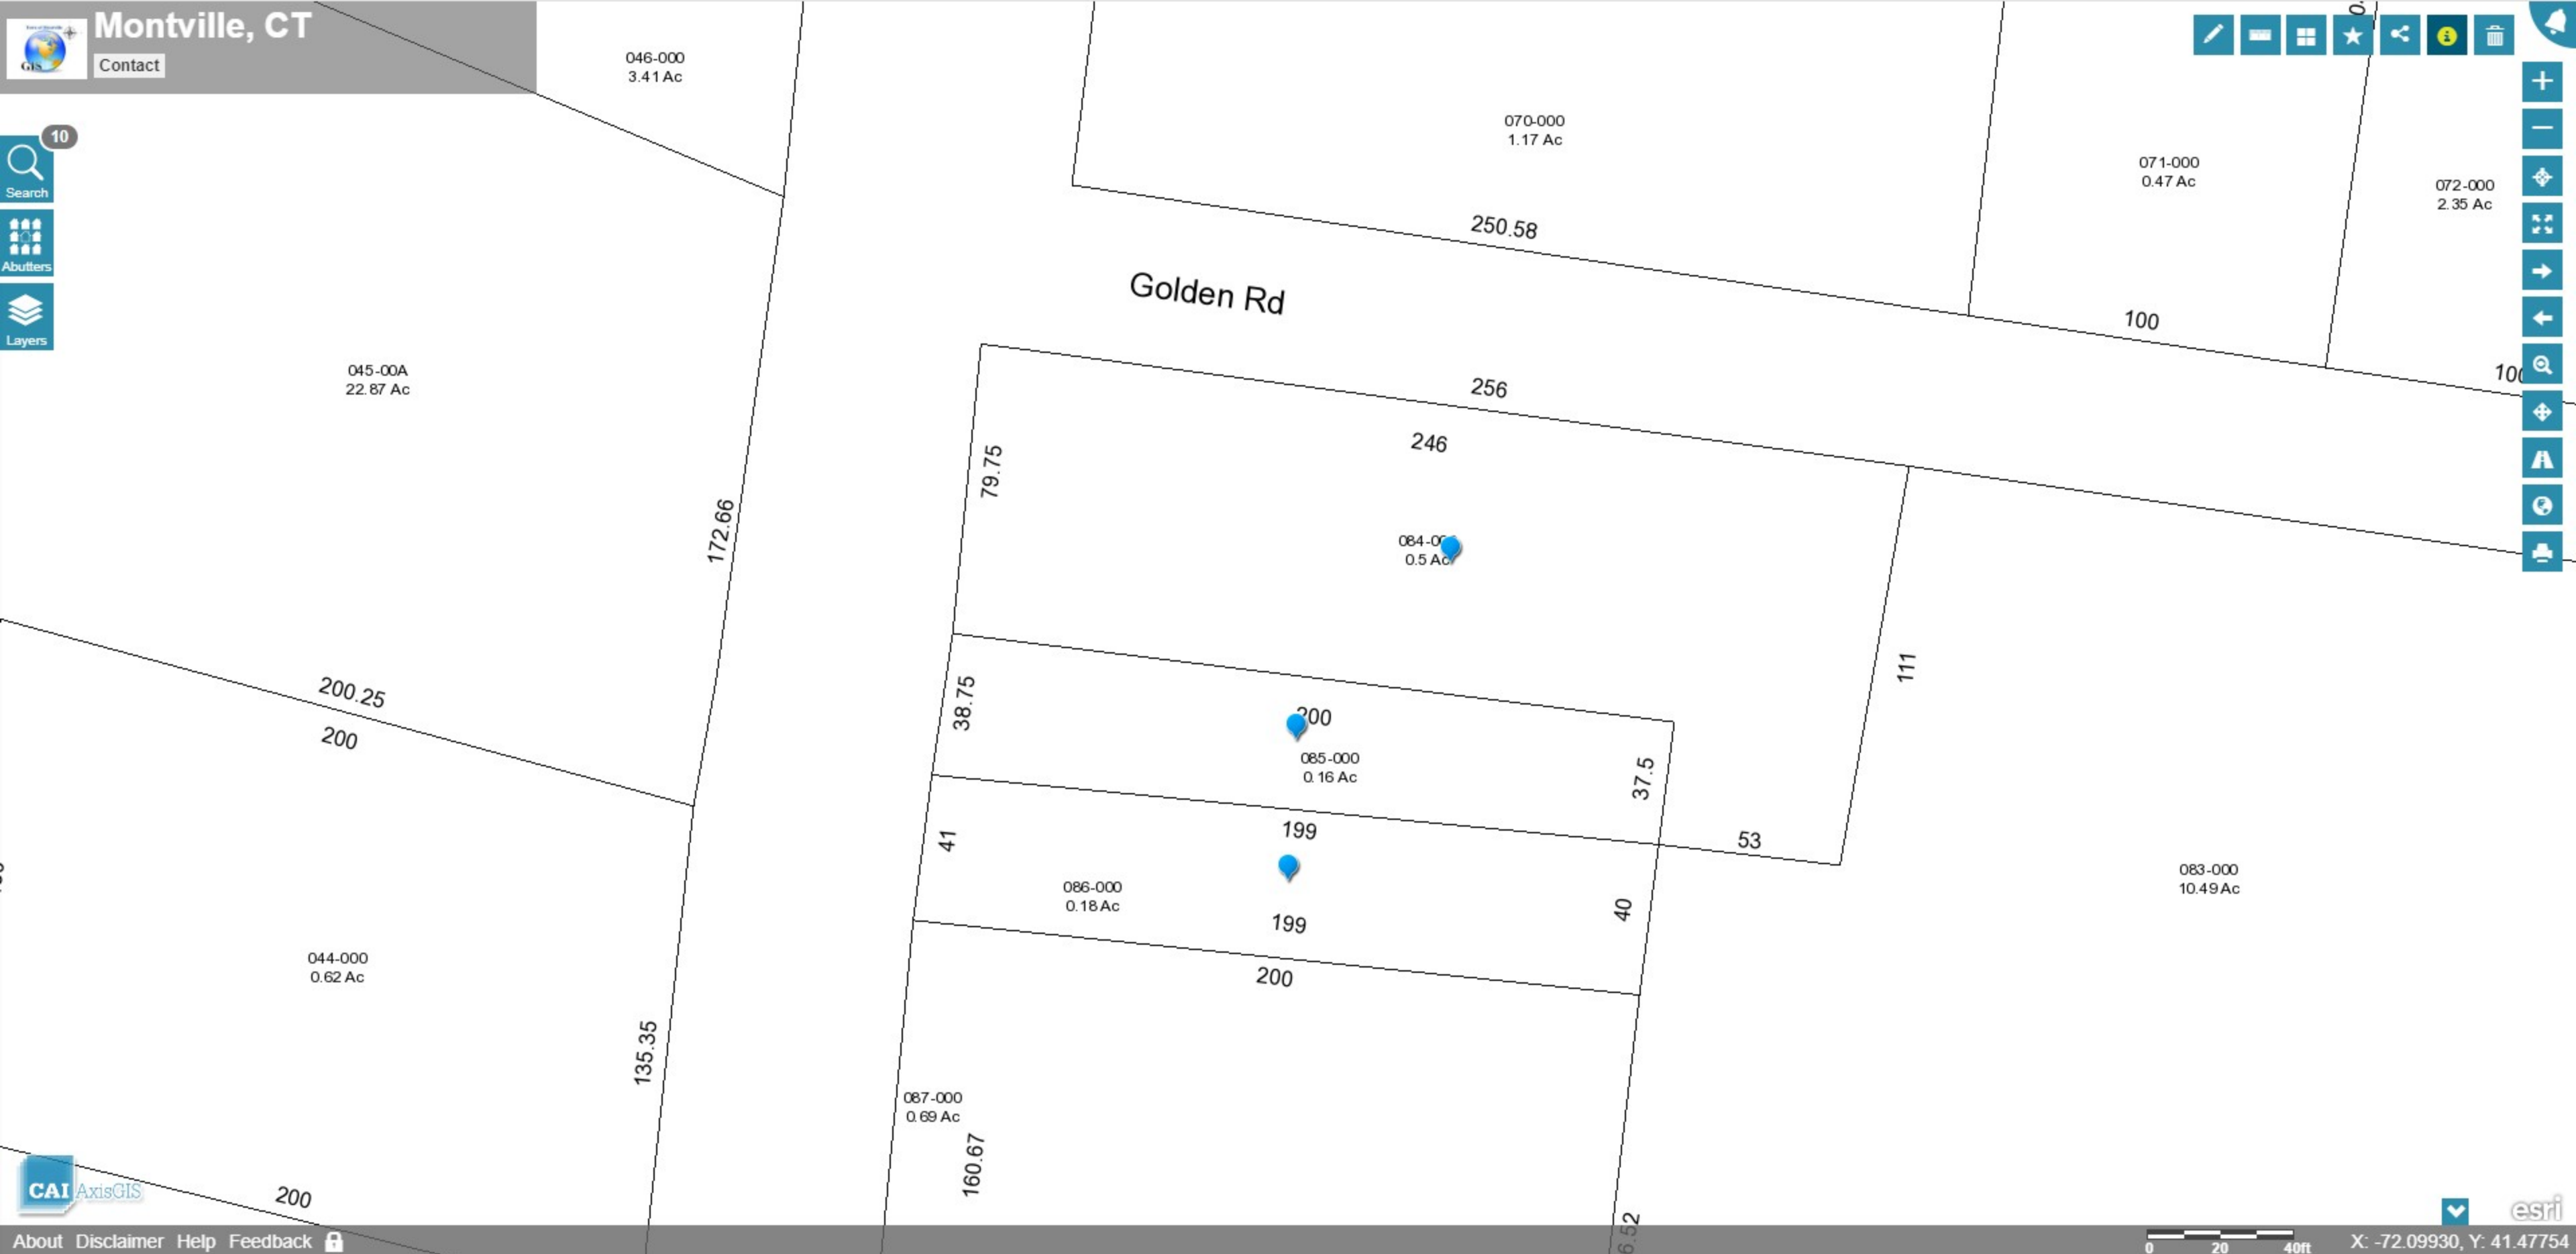 Montville, CT
Contact
GIS
046-000
3.41 Ac
070-000
1.17 Ac
071-000
0.47 Ac
072-000
2.35 Ac
10
Search
Abutters
Layers
250.58
Golden Rd
100
100
256
246
045-00A
22.87 Ac
79.75
172.66
0.5 Ac
111
200.25
200
38.75
200
085-000
0.16 Ac
37.5
199
53
41
086-000
0.18 Ac
199
40
083-000
10.49 Ac
200
044-000
0.62 Ac
135.35
087-000
0.69 Ac
160.67
200
CAI AxisGIS
esri
About Disclaimer Help Feedback
0 20 40ft
X: -72.09930, Y: 41.47754